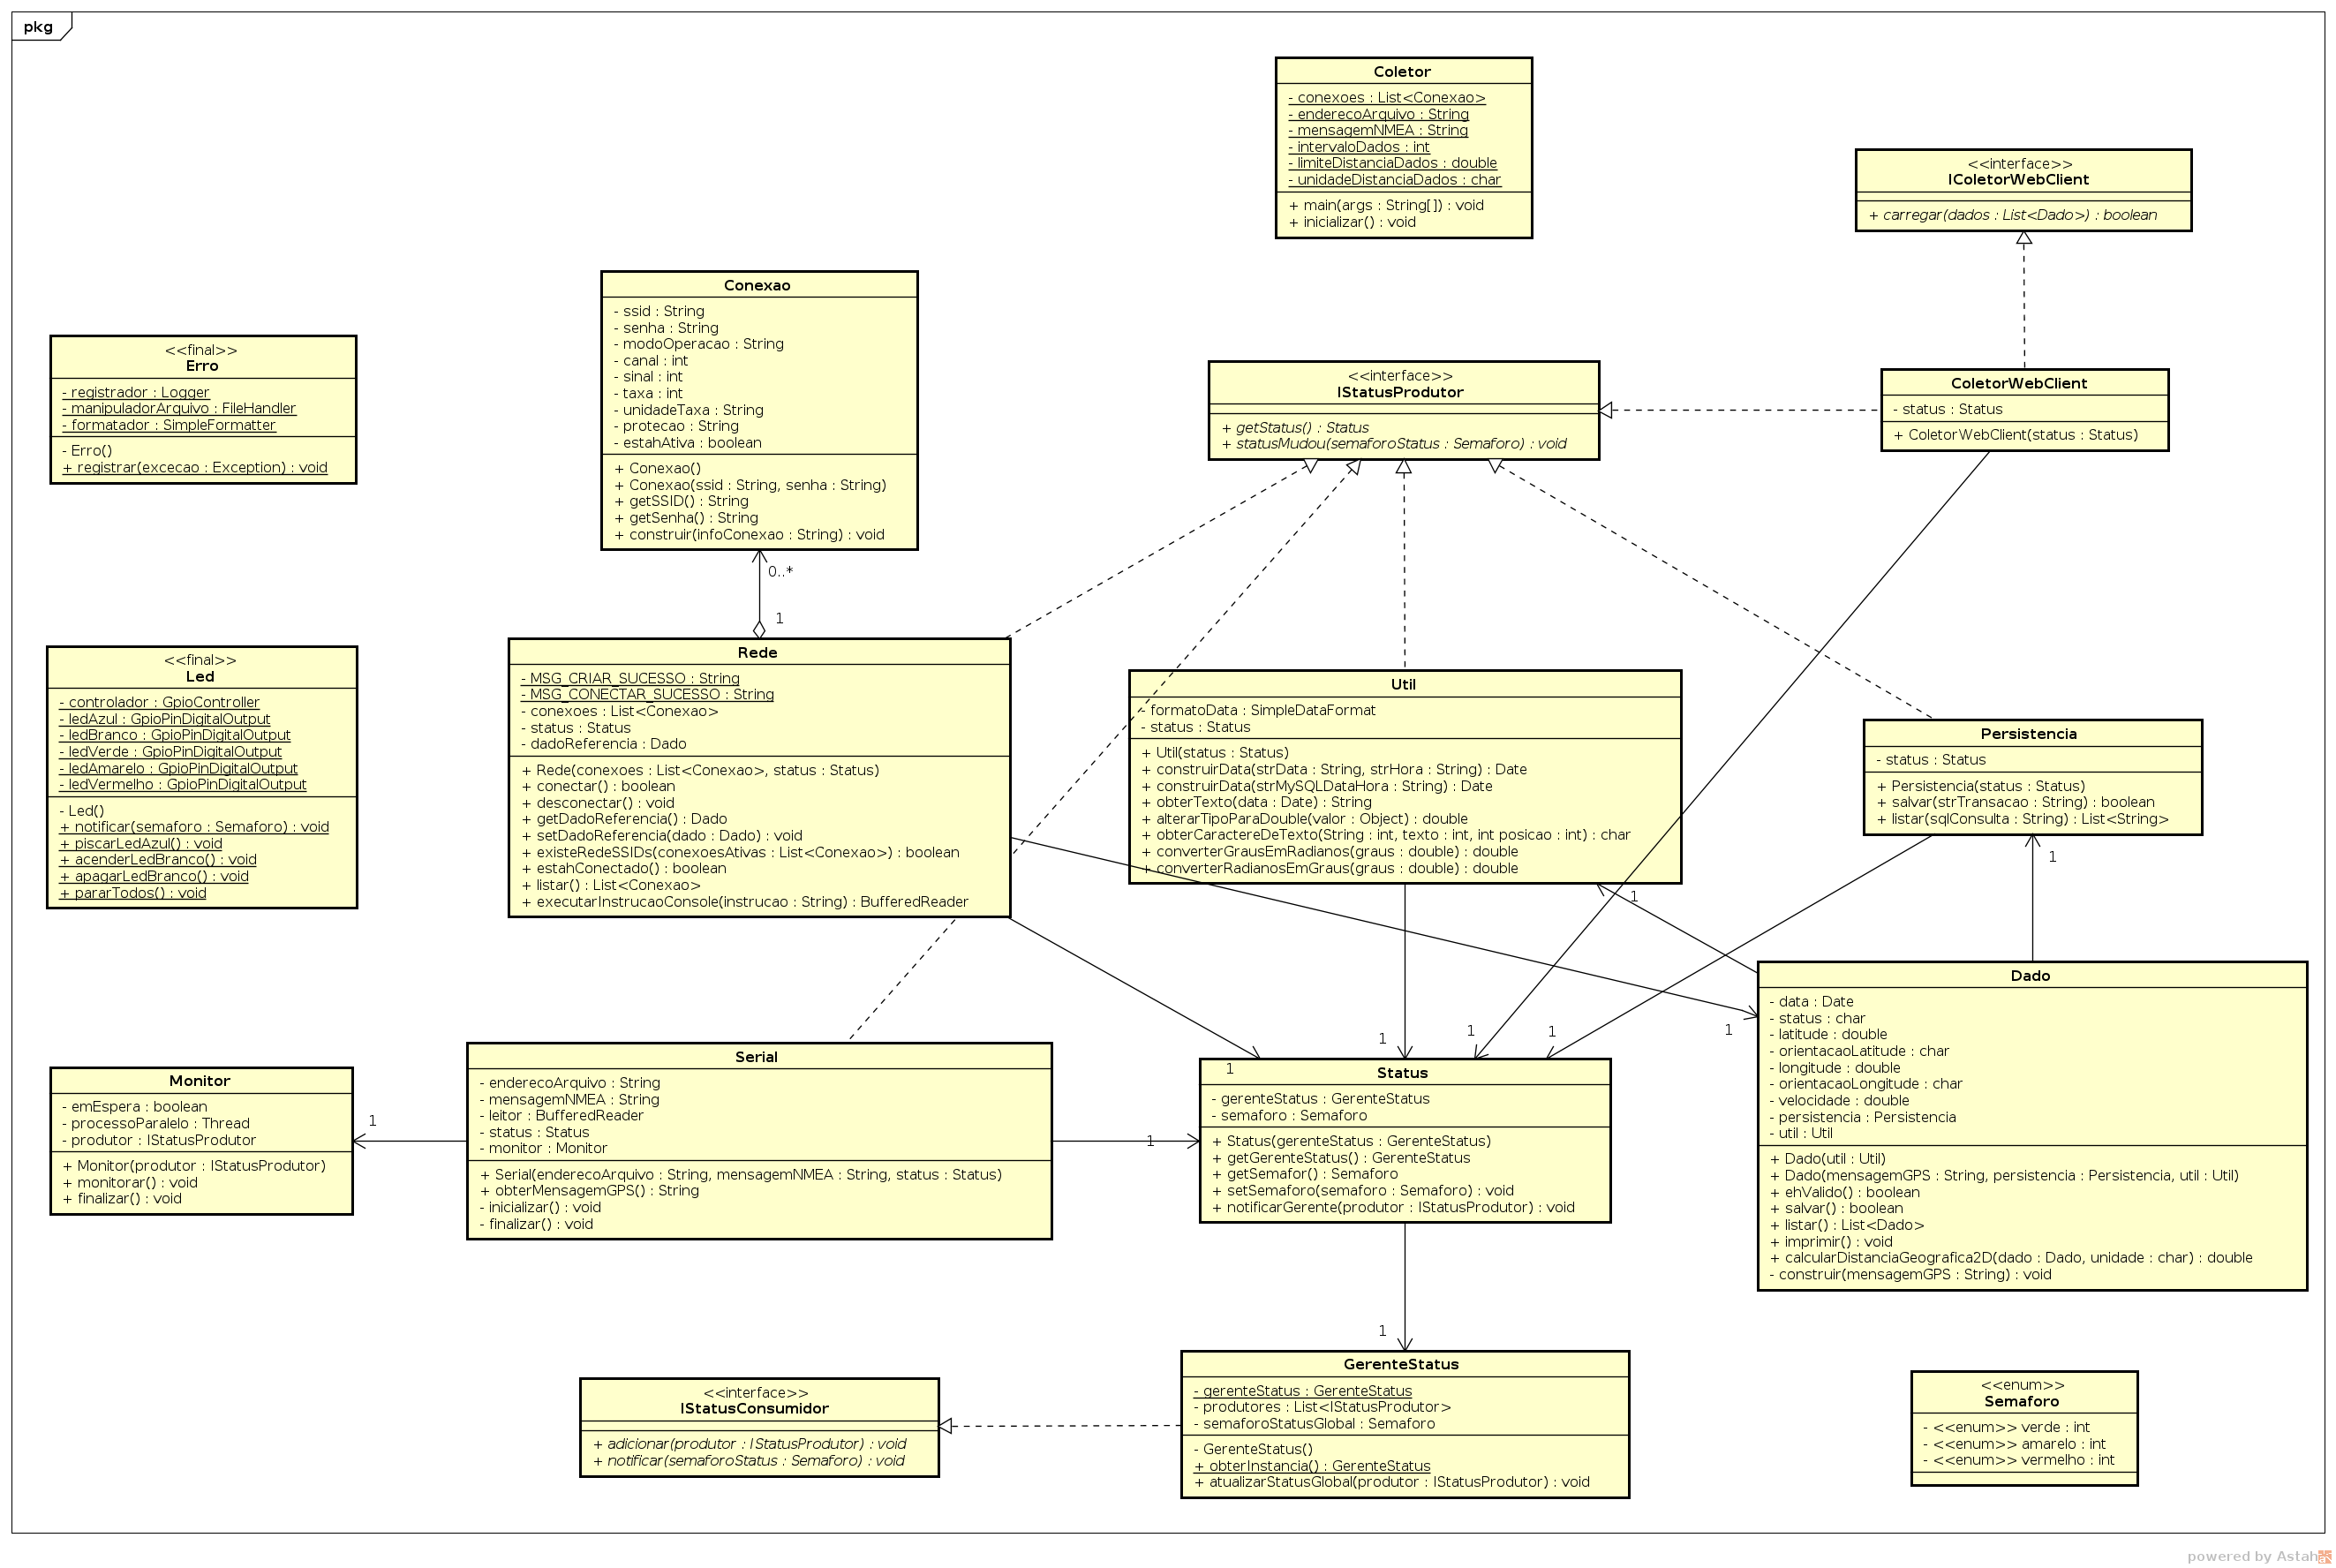 pkg
Coletor
- conexoes : List<Conexao>
- enderecoArquivo : String
- mensagemNMEA : String
- intervaloDados : int
- limiteDistanciaDados : double
- unidadeDistanciaDados : char
+ main(args : String[]) : void
+ inicializar() : void
<<interface>>
IColetorWebClient
+ carregar(dados : List<Dado>) : boolean
Conexao
- ssid : String
- senha : String
- modoOperacao : String
- canal : int
- sinal : int
- taxa : int
- unidadeTaxa : String
- protecao : String
- estahAtiva : boolean
+ Conexao()
+ Conexao(ssid : String, senha : String)
+ getSSID() : String
+ getSenha() : String
+ construir(infoConexao : String) : void
<<final>>
Erro
- registrador : Logger
- manipuladorArquivo : FileHandler
- formatador : SimpleFormatter
- Erro()
+ registrar(excecao : Exception) : void
<<interface>>
IStatusProdutor
+ getStatus() : Status
+ statusMudou(semaforoStatus : Semaforo) : void
ColetorWebClient
- status : Status
+ ColetorWebClient(status : Status)
0..*
1
<<final>>
Led
- controlador : GpioController
- ledAzul : GpioPinDigitalOutput
- ledBranco : GpioPinDigitalOutput
- ledVerde : GpioPinDigitalOutput
- ledAmarelo : GpioPinDigitalOutput
- ledVermelho : GpioPinDigitalOutput
- Led()
+ notificar(semaforo : Semaforo) : void
+ piscarLedAzul() : void
+ acenderLedBranco() : void
+ apagarLedBranco() : void
+ pararTodos() : void
Rede
- MSG_CRIAR_SUCESSO : String
- MSG_CONECTAR_SUCESSO : String
- conexoes : List<Conexao>
- status : Status
- dadoReferencia : Dado
+ Rede(conexoes : List<Conexao>, status : Status)
+ conectar() : boolean
+ desconectar() : void
+ getDadoReferencia() : Dado
+ setDadoReferencia(dado : Dado) : void
+ existeRedeSSIDs(conexoesAtivas : List<Conexao>) : boolean
+ estahConectado() : boolean
+ listar() : List<Conexao>
+ executarInstrucaoConsole(instrucao : String) : BufferedReader
Util
- formatoData : SimpleDataFormat
- status : Status
+ Util(status : Status)
+ construirData(strData : String, strHora : String) : Date
+ construirData(strMySQLDataHora : String) : Date
+ obterTexto(data : Date) : String
+ alterarTipoParaDouble(valor : Object) : double
+ obterCaractereDeTexto(String : int, texto : int, int posicao : int) : char
+ converterGrausEmRadianos(graus : double) : double
+ converterRadianosEmGraus(graus : double) : double
Persistencia
- status : Status
+ Persistencia(status : Status)
+ salvar(strTransacao : String) : boolean
+ listar(sqlConsulta : String) : List<String>
1
1
Dado
- data : Date
- status : char
- latitude : double
- orientacaoLatitude : char
- longitude : double
- orientacaoLongitude : char
- velocidade : double
- persistencia : Persistencia
- util : Util
+ Dado(util : Util)
+ Dado(mensagemGPS : String, persistencia : Persistencia, util : Util)
+ ehValido() : boolean
+ salvar() : boolean
+ listar() : List<Dado>
+ imprimir() : void
+ calcularDistanciaGeografica2D(dado : Dado, unidade : char) : double
- construir(mensagemGPS : String) : void
1
1
1
1
1
Monitor
- emEspera : boolean
- processoParalelo : Thread
- produtor : IStatusProdutor
+ Monitor(produtor : IStatusProdutor)
+ monitorar() : void
+ finalizar() : void
1
Serial
- enderecoArquivo : String
- mensagemNMEA : String
- leitor : BufferedReader
- status : Status
- monitor : Monitor
+ Serial(enderecoArquivo : String, mensagemNMEA : String, status : Status)
+ obterMensagemGPS() : String
- inicializar() : void
- finalizar() : void
1
Status
- gerenteStatus : GerenteStatus
- semaforo : Semaforo
+ Status(gerenteStatus : GerenteStatus)
+ getGerenteStatus() : GerenteStatus
+ getSemafor() : Semaforo
+ setSemaforo(semaforo : Semaforo) : void
+ notificarGerente(produtor : IStatusProdutor) : void
1
<<interface>>
IStatusConsumidor
+ adicionar(produtor : IStatusProdutor) : void
+ notificar(semaforoStatus : Semaforo) : void
GerenteStatus
- gerenteStatus : GerenteStatus
- produtores : List<IStatusProdutor>
- semaforoStatusGlobal : Semaforo
- GerenteStatus()
+ obterInstancia() : GerenteStatus
+ atualizarStatusGlobal(produtor : IStatusProdutor) : void
<<enum>>
Semaforo
- <<enum>> verde : int
- <<enum>> amarelo : int
- <<enum>> vermelho : int
powered by Astah